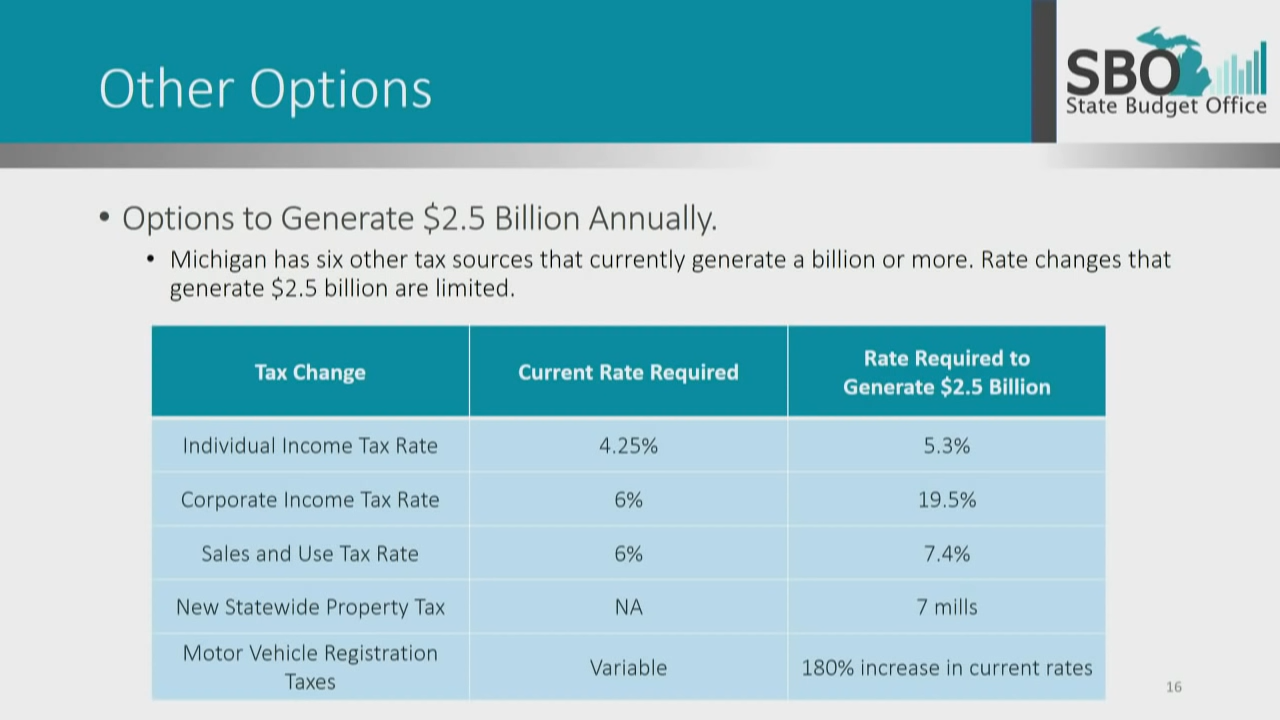 Other Options
SBO
State Budget Office
• Options to Generate $2.5 Billion Annually.
• Michigan has six other tax sources that currently generate a billion or more. Rate changes that
generate $2.5 billion are limited.
Tax Change
Current Rate Required
Rate Required to
Generate $2.5 Billion
Individual Income Tax Rate
4.25%
5.3%
Corporate Income Tax Rate
6%
19.5%
Sales and Use Tax Rate
6%
7.4%
New Statewide Property Tax
NA
7 mills
Motor Vehicle Registration
Taxes
Variable
180% increase in current rates
16